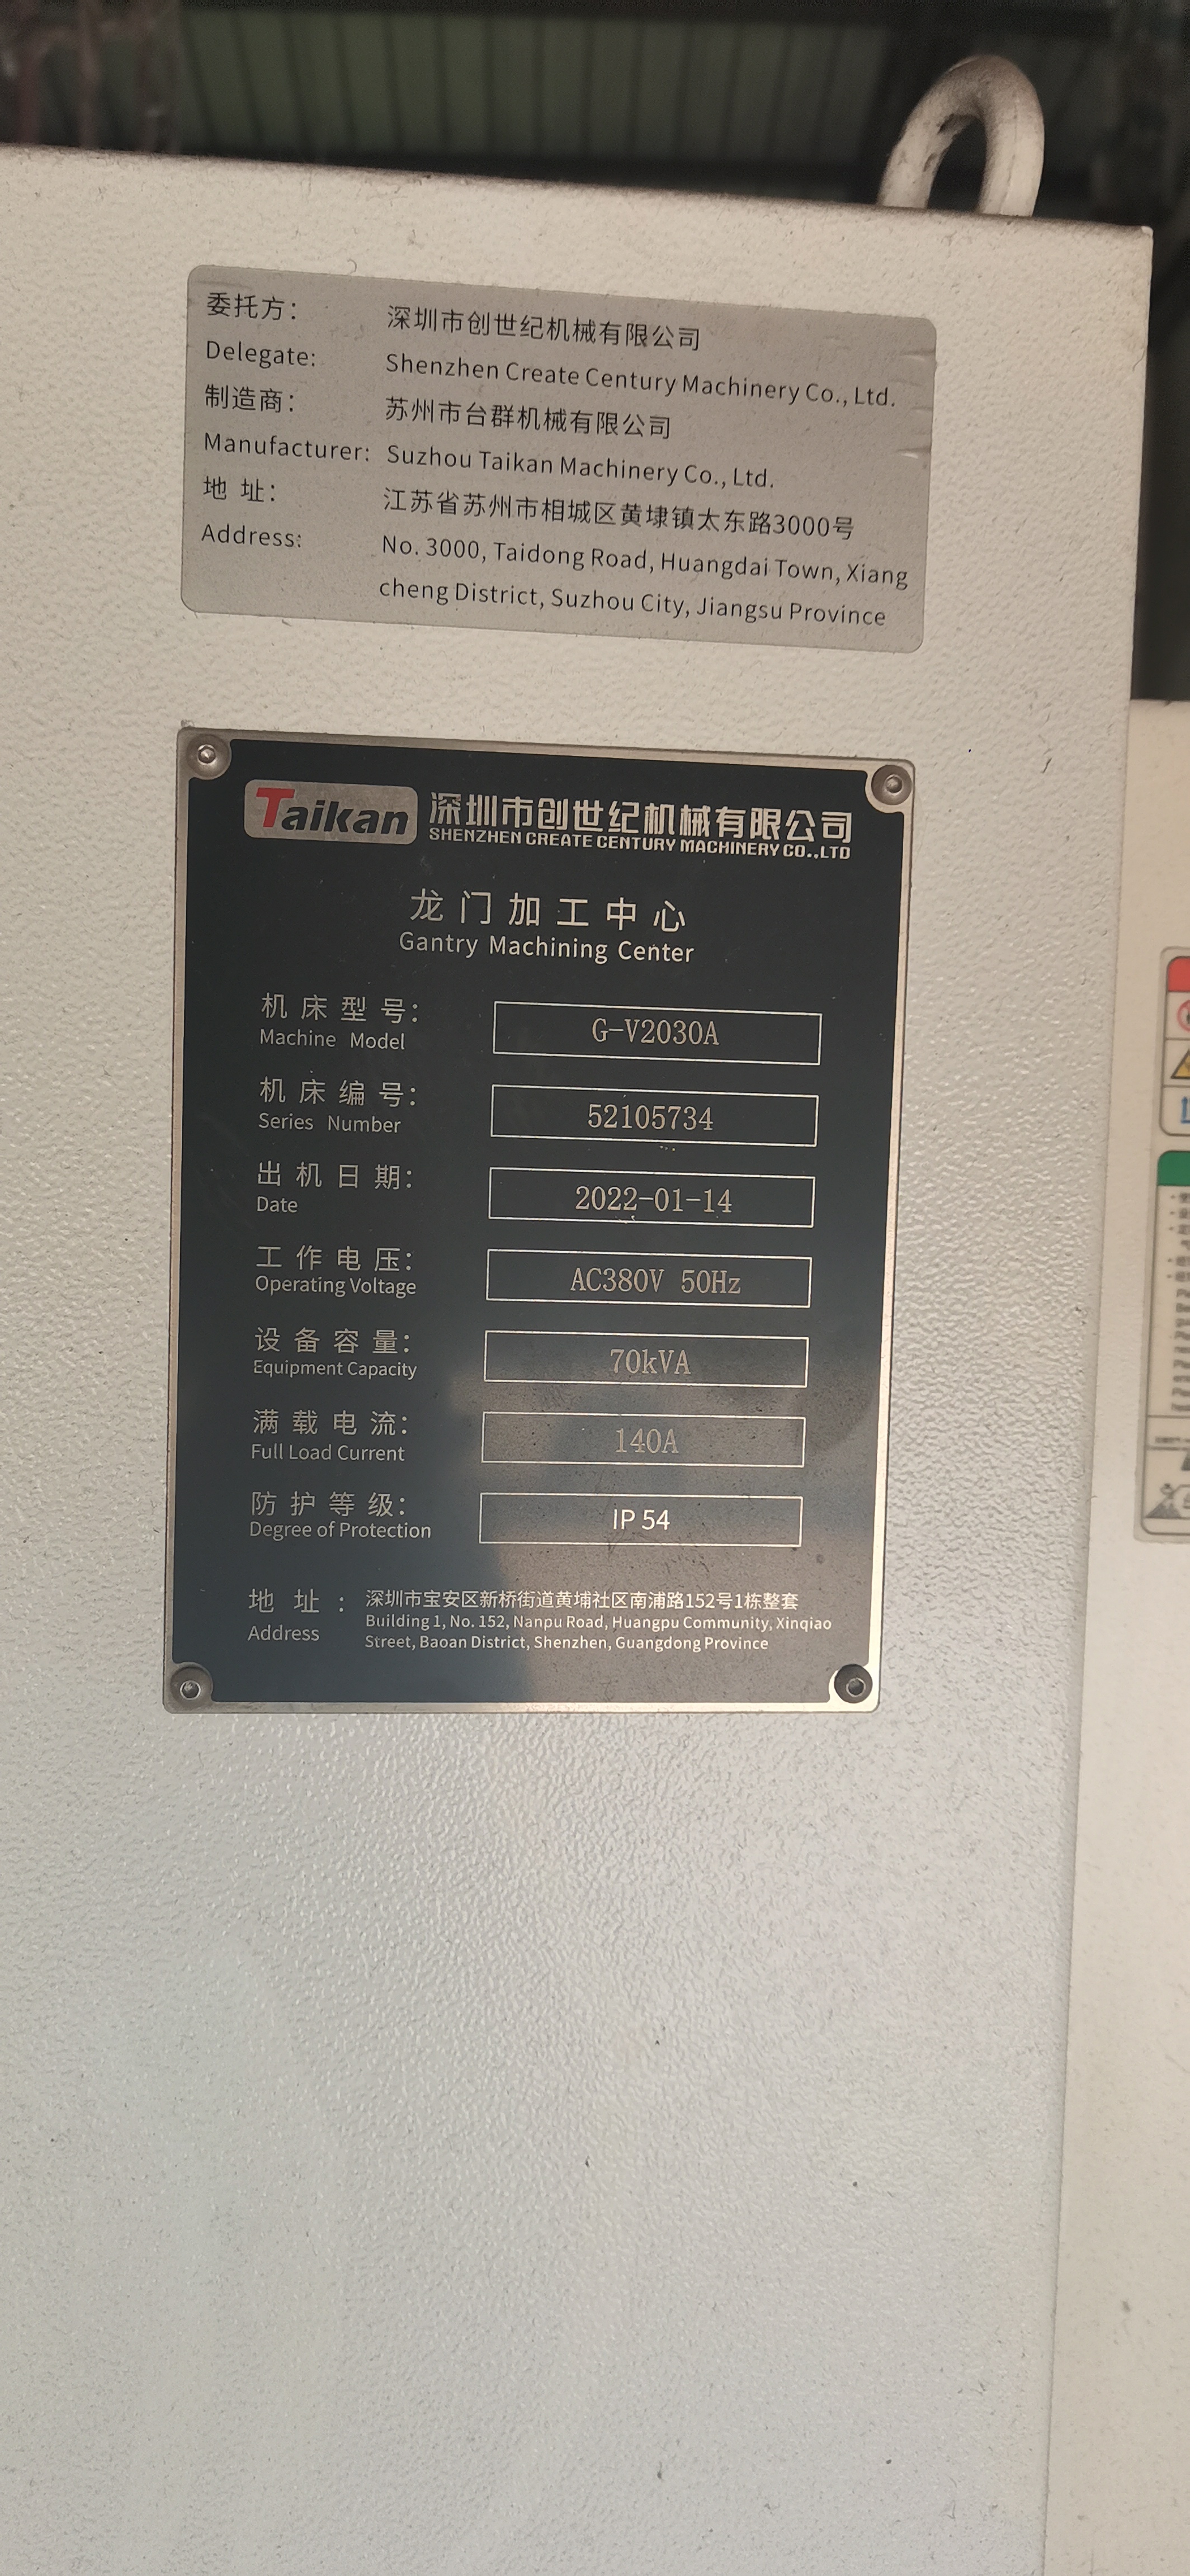 委托方： 深圳市创世纪机械有限公司
Delegate: Shenzhen Create Century Machinery Co., Ltd.
制造商： 苏州市台群机械有限公司
Manufacturer: Suzhou Taikan Machinery Co., Ltd.
地 址： 江苏省苏州市相城区黄埭镇太东路3000号
Address: No. 3000, Taidong Road, Huangdai Town, Xiang
cheng District, Suzhou City, Jiangsu Province
Taikan 深圳市创世纪机械有限公司
SHENZHEN CREATE CENTURY MACHINERY CO.,LTD
龙门加工中心
Gantry Machining Center
机床型号： G-V2030A
Machine Model
机床编号： 52105734
Series Number
出机日期： 2022-01-14
Date
工作电压： AC380V 50Hz
Operating Voltage
设备容量： 70kVA
Equipment Capacity
满载电流： 140A
Full Load Current
防护等级： IP 54
Degree of Protection
地 址 ： 深圳市宝安区新桥街道黄埔社区南浦路152号1栋整套
Address Building 1, No. 152, Nanpu Road, Huangpu Community, Xinqiao
Street, Baoan District, Shenzhen, Guangdong Province